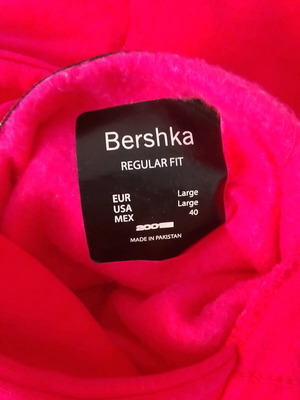 Bershka
REGULAR FIT
EUR Large
USA Large
MEX 40
MADE IN PAKISTAN